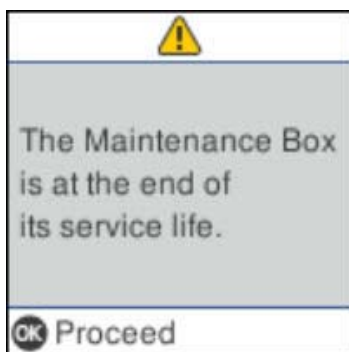 The Maintenance Box
is at the end of
its service life.
OK Proceed